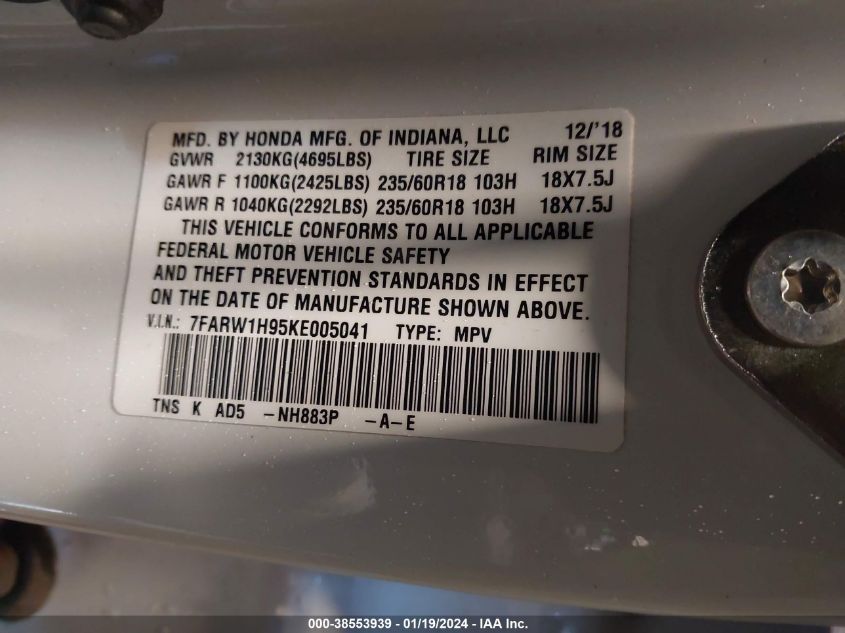 MFD. BY HONDA MFG. OF INDIANA, LLC 12/'18
GVWR 2130KG(4695LBS) TIRE SIZE RIM SIZE
GAWR F 1100KG(2425LBS) 235/60R18 103H 18X7.5J
GAWR R 1040KG(2292LBS) 235/60R18 103H 18X7.5J
THIS VEHICLE CONFORMS TO ALL APPLICABLE
FEDERAL MOTOR VEHICLE SAFETY
AND THEFT PREVENTION STANDARDS IN EFFECT
ON THE DATE OF MANUFACTURE SHOWN ABOVE.
V.I.N.: 7FARW1H95KE005041 TYPE: MPV
TNS K AD5 -NH883P -A-E
000-38553939 - 01/19/2024 - IAA Inc.